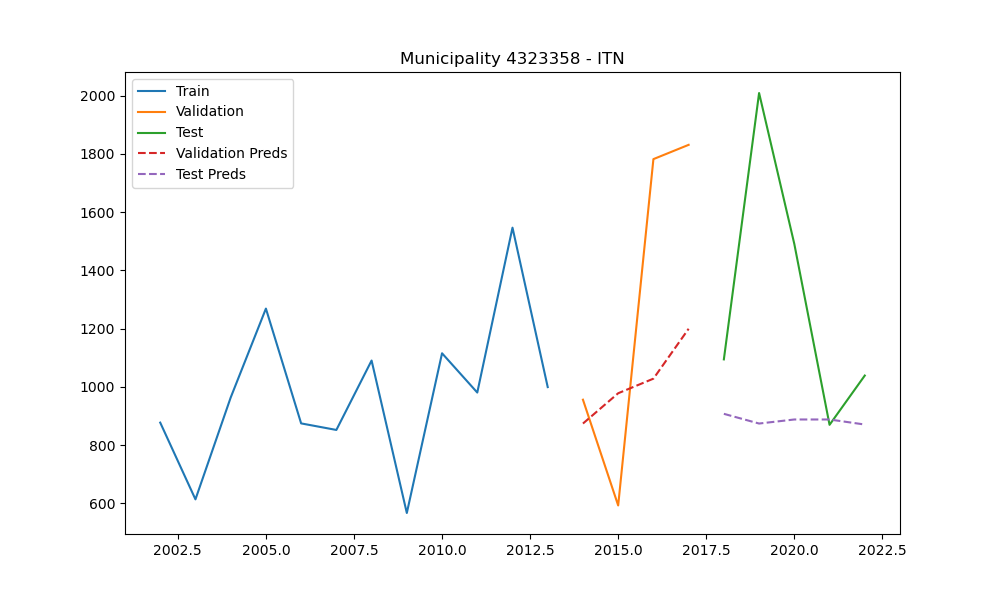 Municipality 4323358 - ITN
Train
Validation
Test
Validation Preds
Test Preds
2000
1800
1600
1400
1200
1000
800
600
2002.5 2005.0 2007.5 2010.0 2012.5 2015.0 2017.5 2020.0 2022.5